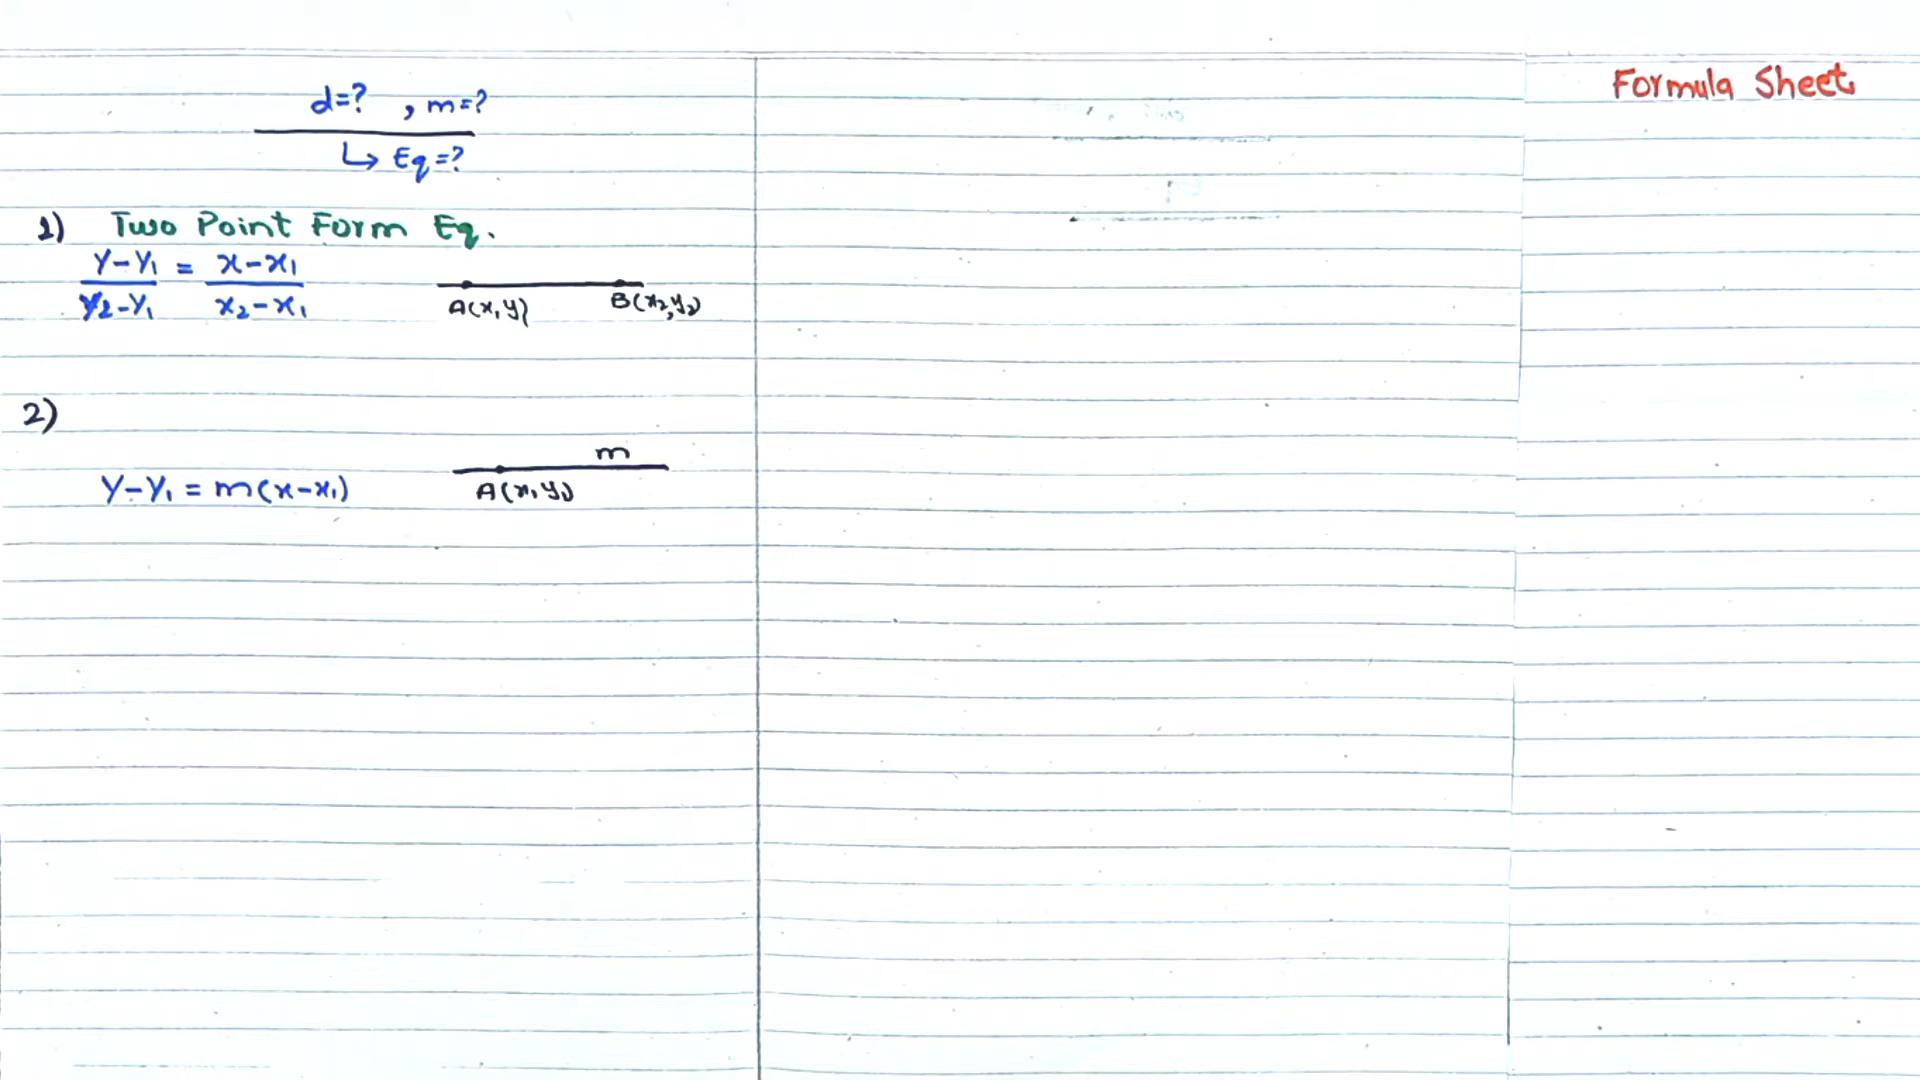 Formula Sheet.
d=? , m=?
↳ Eq=?
1) Two Point Form Eq.
Y-Y₁ = x-x₁
Y₂-Y₁ x₂-x₁
A(x,y) B(x₂,y₂)
2)
m
Y-Y₁ = m(x-x₁)
A(x₁,y₁)